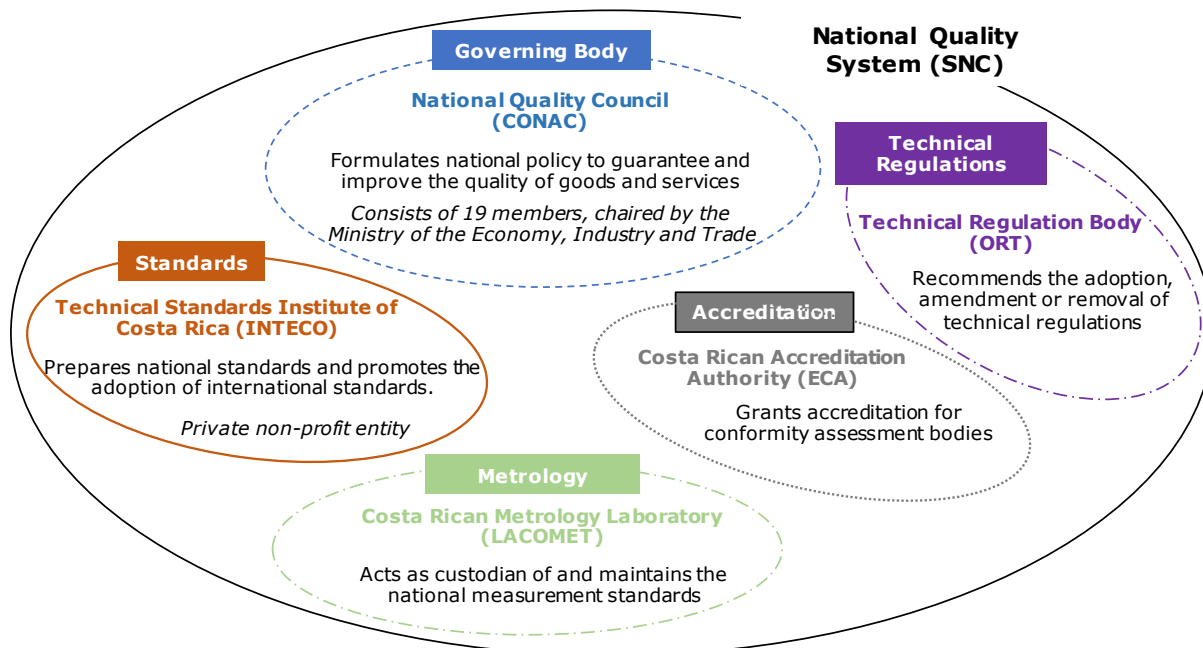 National Quality
System (SNC)
Governing Body
National Quality Council
(CONAC)
Formulates national policy to guarantee and
improve the quality of goods and services
Consists of 19 members, chaired by the
Ministry of the Economy, Industry and Trade
Technical
Regulations
Technical Regulation Body
(ORT)
Recommends the adoption,
amendment or removal of
technical regulations
Standards
Technical Standards Institute of
Costa Rica (INTECO)
Prepares national standards and promotes the
adoption of international standards.
Private non-profit entity
Accreditation
Costa Rican Accreditation
Authority (ECA)
Grants accreditation for
conformity assessment bodies
Metrology
Costa Rican Metrology Laboratory
(LACOMET)
Acts as custodian of and maintains the
national measurement standards